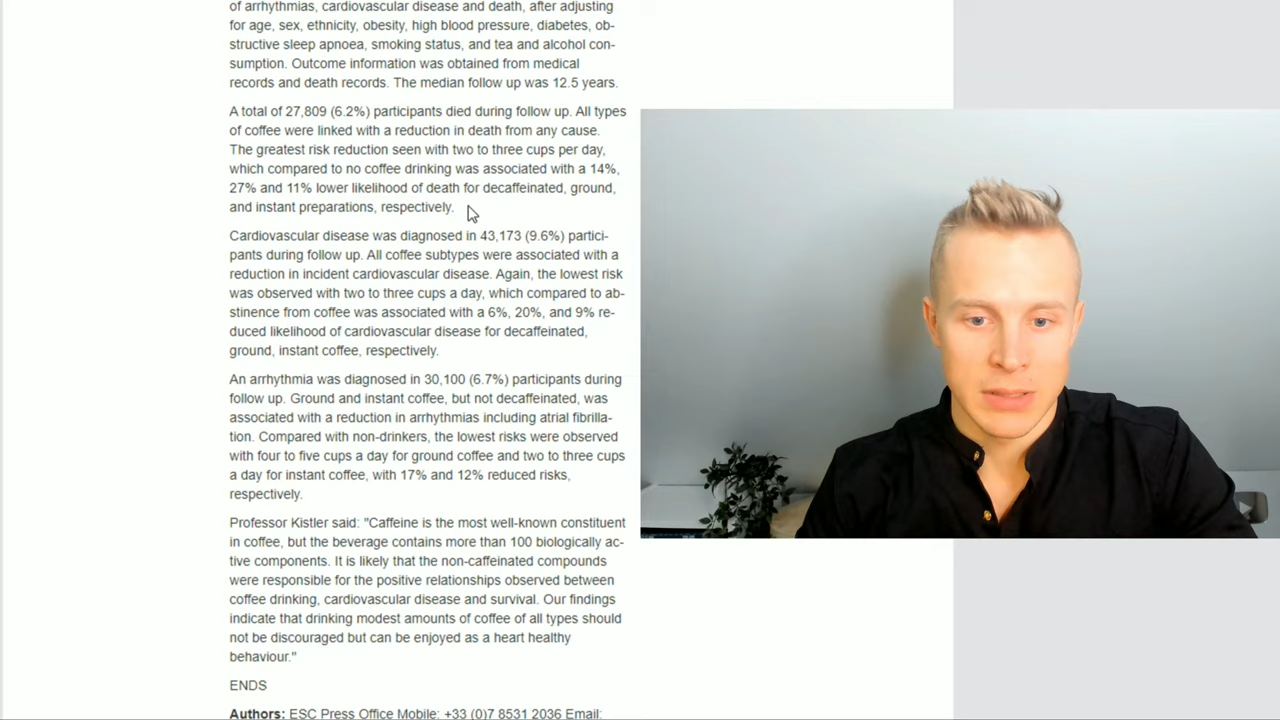 of arrhythmias, cardiovascular disease and death, after adjusting
for age, sex, ethnicity, obesity, high blood pressure, diabetes, ob-
structive sleep apnoea, smoking status, and tea and alcohol con-
sumption. Outcome information was obtained from medical
records and death records. The median follow up was 12.5 years.
A total of 27,809 (6.2%) participants died during follow up. All types
of coffee were linked with a reduction in death from any cause.
The greatest risk reduction seen with two to three cups per day,
which compared to no coffee drinking was associated with a 14%,
27% and 11% lower likelihood of death for decaffeinated, ground,
and instant preparations, respectively.
Cardiovascular disease was diagnosed in 43,173 (9.6%) partici-
pants during follow up. All coffee subtypes were associated with a
reduction in incident cardiovascular disease. Again, the lowest risk
was observed with two to three cups a day, which compared to ab-
stinence from coffee was associated with a 6%, 20%, and 9% re-
duced likelihood of cardiovascular disease for decaffeinated,
ground, instant coffee, respectively.
An arrhythmia was diagnosed in 30,100 (6.7%) participants during
follow up. Ground and instant coffee, but not decaffeinated, was
associated with a reduction in arrhythmias including atrial fibrilla-
tion. Compared with non-drinkers, the lowest risks were observed
with four to five cups a day for ground coffee and two to three cups
a day for instant coffee, with 17% and 12% reduced risks,
respectively.
Professor Kistler said: "Caffeine is the most well-known constituent
in coffee, but the beverage contains more than 100 biologically ac-
tive components. It is likely that the non-caffeinated compounds
were responsible for the positive relationships observed between
coffee drinking, cardiovascular disease and survival. Our findings
indicate that drinking modest amounts of coffee of all types should
not be discouraged but can be enjoyed as a heart healthy
behaviour."
ENDS
Authors: ESC Press Office Mobile: +33 (0)7 8531 2036 Email: